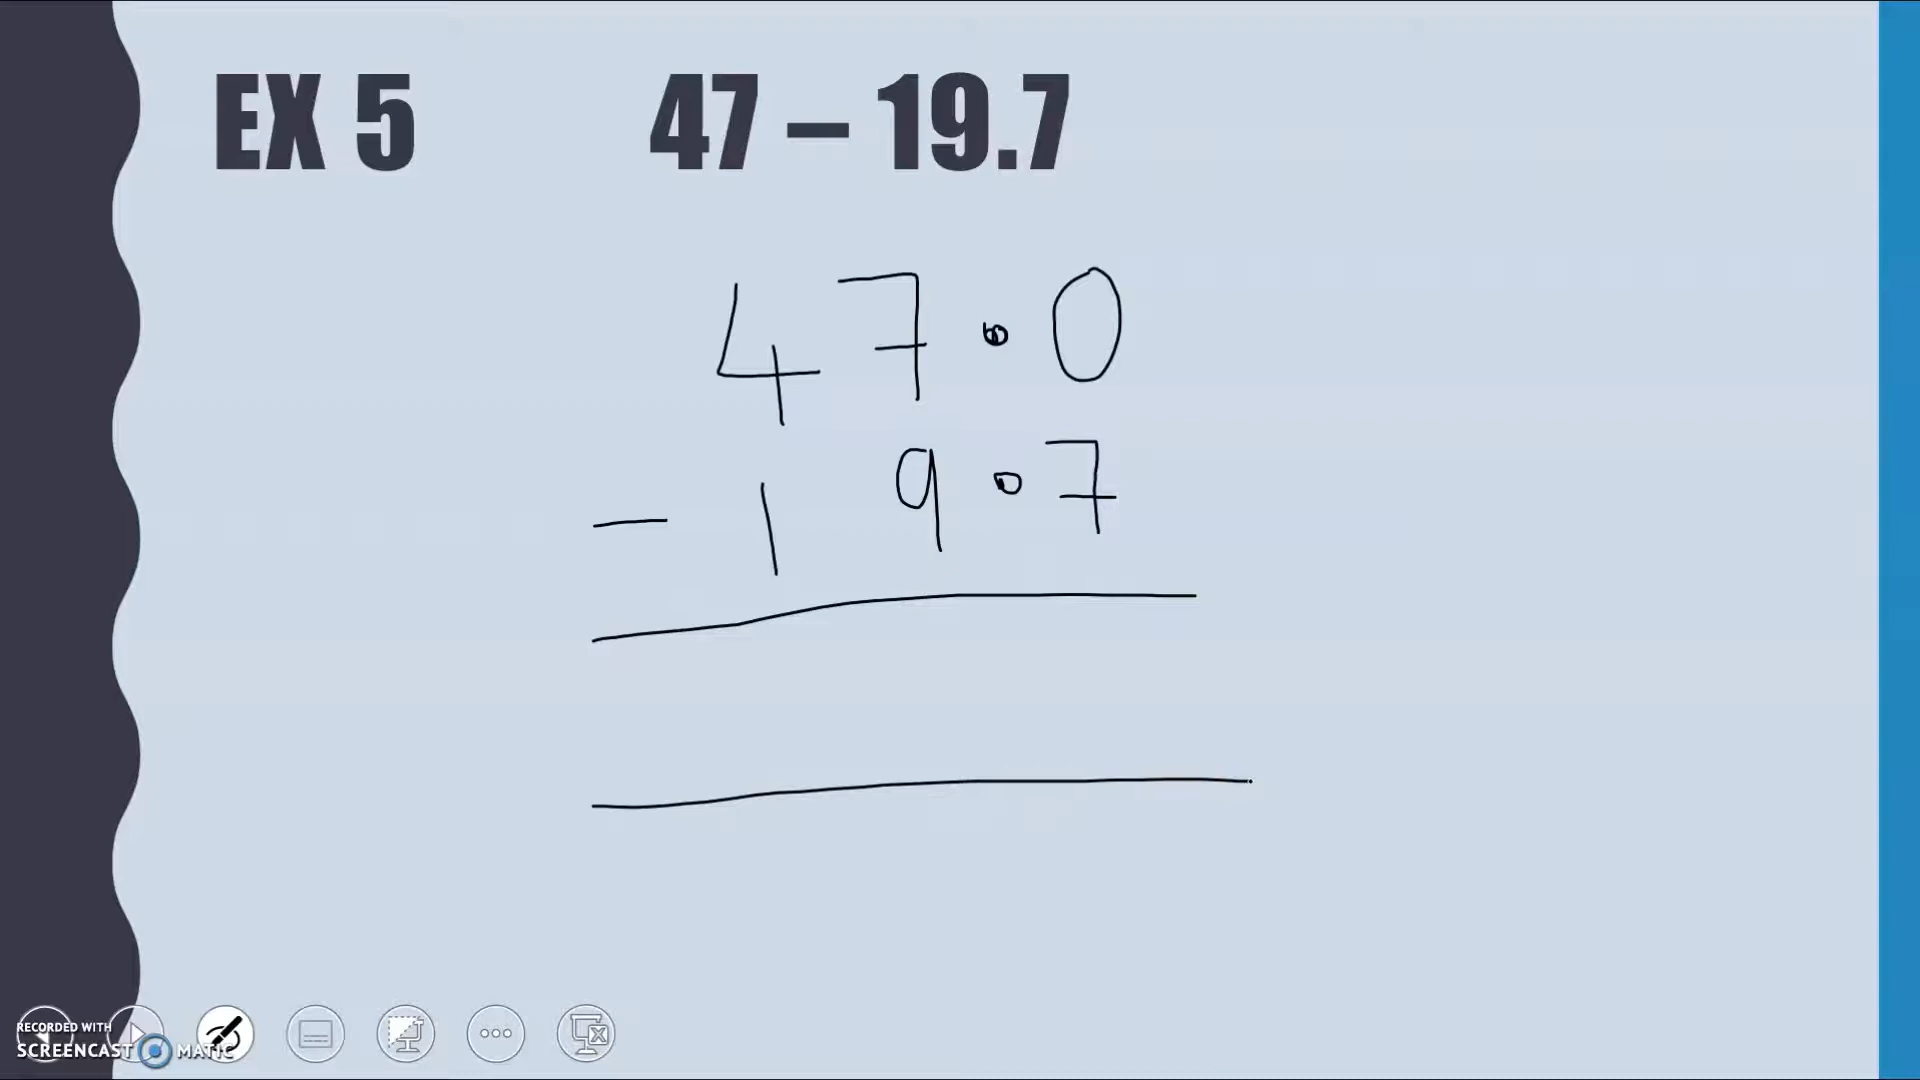 EX 5 47 – 19.7
47.0
- 19.7
RECORDED WITH
SCREENCAST MATIC